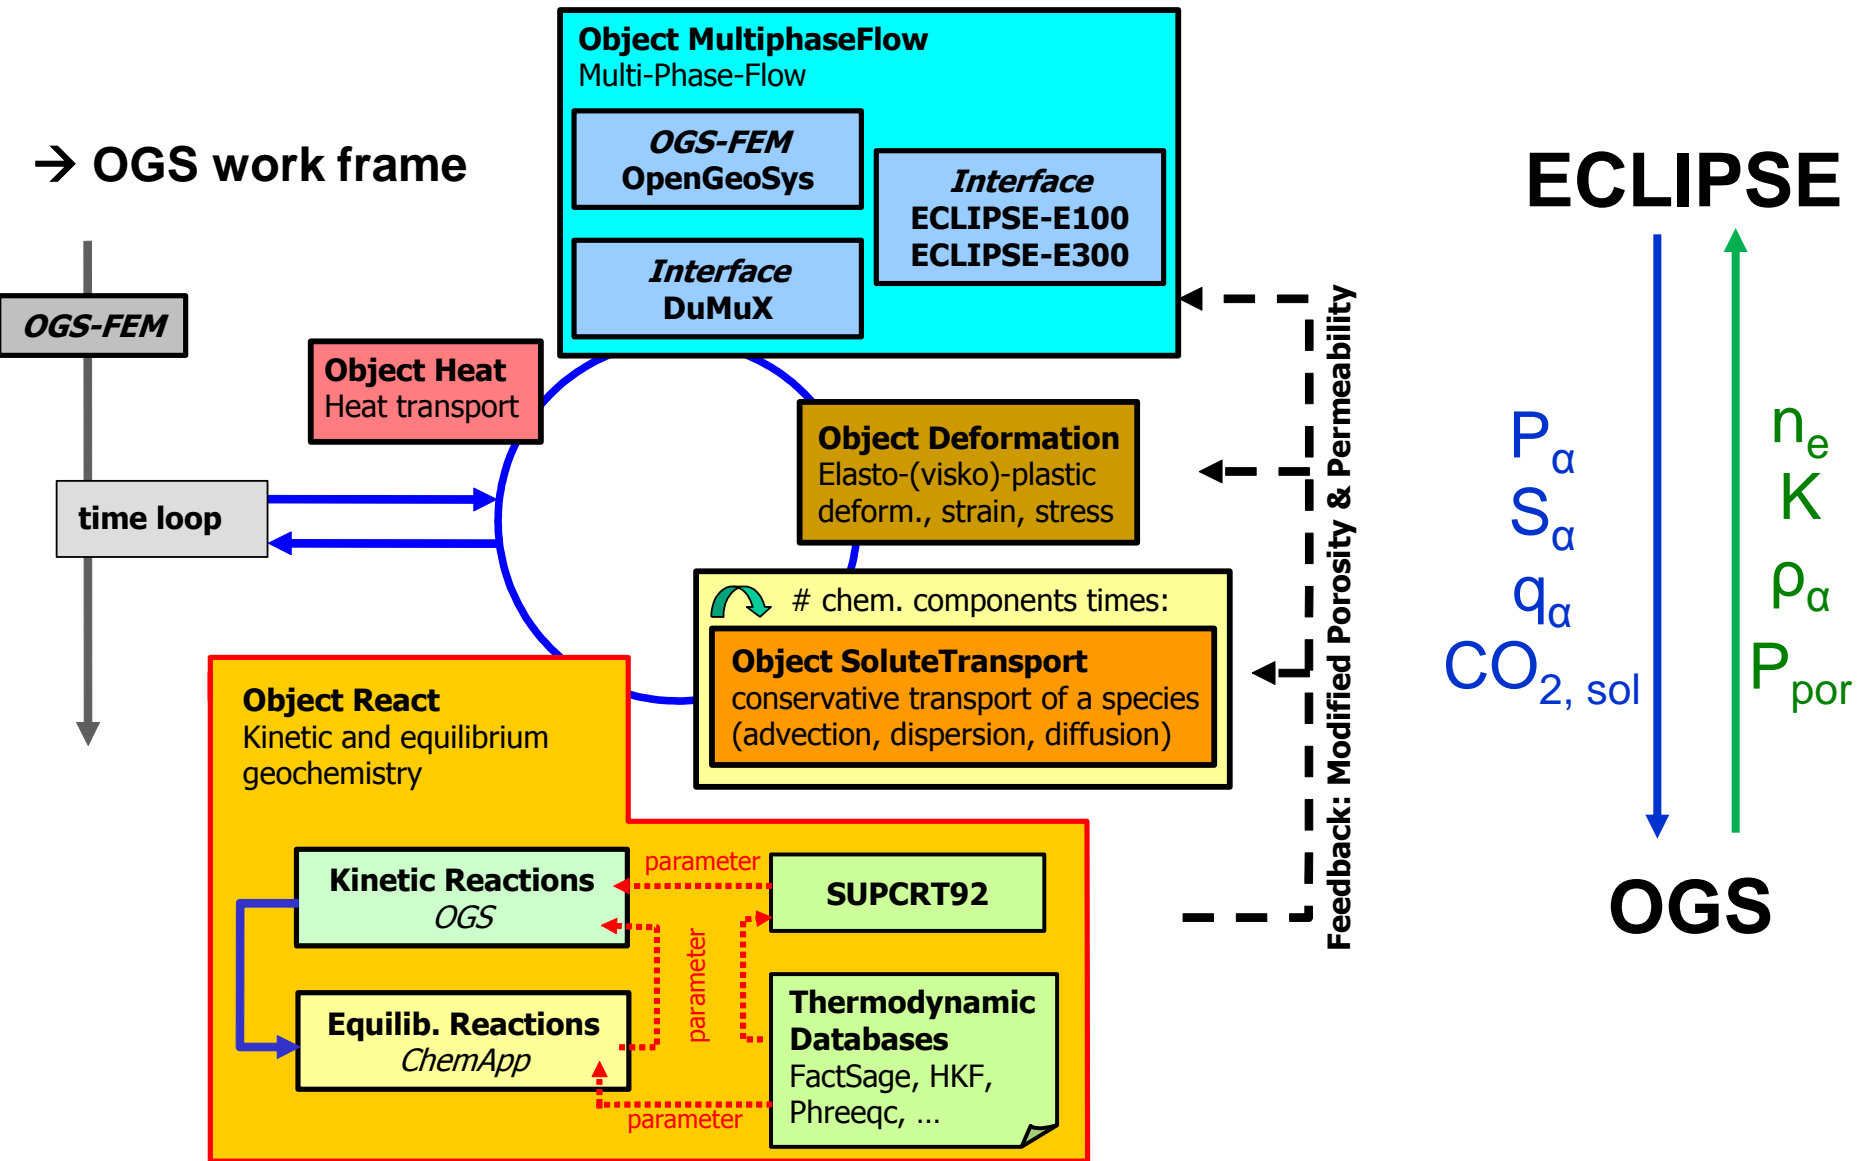 Object MultiphaseFlow
Multi-Phase-Flow
OGS-FEM
OpenGeoSys
Interface
ECLIPSE-E100
ECLIPSE-E300
Interface
DuMuX
→ OGS work frame
OGS-FEM
time loop
Object Heat
Heat transport
Object Deformation
Elasto-(visko)-plastic
deform., strain, stress
# chem. components times:
Object SoluteTransport
conservative transport of a species
(advection, dispersion, diffusion)
Object React
Kinetic and equilibrium
geochemistry
Kinetic Reactions
OGS
parameter
SUPCRT92
parameter
Equilib. Reactions
ChemApp
parameter
Thermodynamic
Databases
FactSage, HKF,
Phreeqc, ...
Feedback: Modified Porosity & Permeability
ECLIPSE
Pα
Sα
qα
CO2, sol
ne
K
ρα
Ppor
OGS